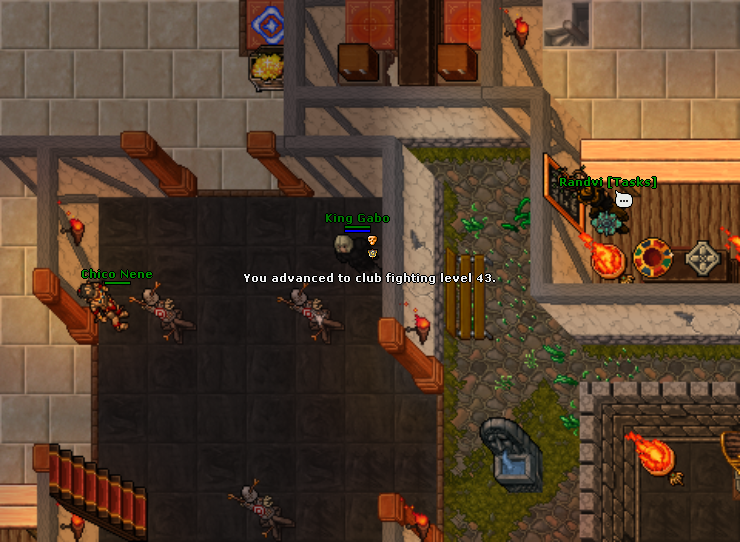 Randvi [Tasks]
King Gabo
Chico Nene
You advanced to club fighting level 43.